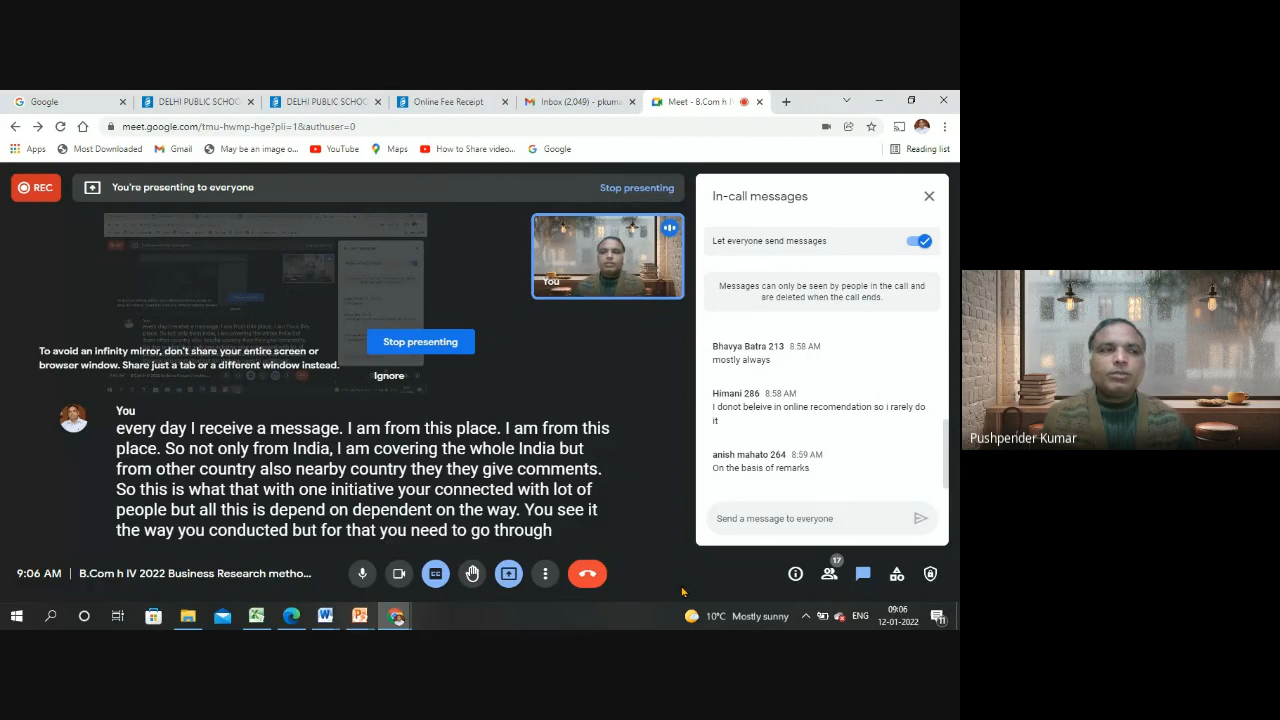 Google
DELHI PUBLIC SCHOO
DELHI PUBLIC SCHOO
Online Fee Receipt
Inbox (2,049) - pkuma
Meet - B.Com h IV
meet.google.com/tmu-hwmp-hge?pli=1&authuser=0
Apps
Most Downloaded
Gmail
May be an image o...
YouTube
Maps
How to Share video...
Google
Reading list
REC
You're presenting to everyone
Stop presenting
You
To avoid an infinity mirror, don't share your entire screen or
browser window. Share just a tab or a different window instead.
Stop presenting
Ignore
You
every day I receive a message. I am from this place. I am from this
place. So not only from India, I am covering the whole India but
from other country also nearby country they they give comments.
So this is what that with one initiative your connected with lot of
people but all this is depend on dependent on the way. You see it
the way you conducted but for that you need to go through
In-call messages
Let everyone send messages
Messages can only be seen by people in the call and
are deleted when the call ends.
Bhavya Batra 213 8:58 AM
mostly always
Himani 286 8:58 AM
I donot beleive in online recomendation so i rarely do
it
anish mahato 264 8:59 AM
On the basis of remarks
Send a message to everyone
9:06 AM | B.Com h IV 2022 Business Research metho...
CC
17
10°C Mostly sunny
ENG
09:06
12-01-2022
11
Pushpender Kumar